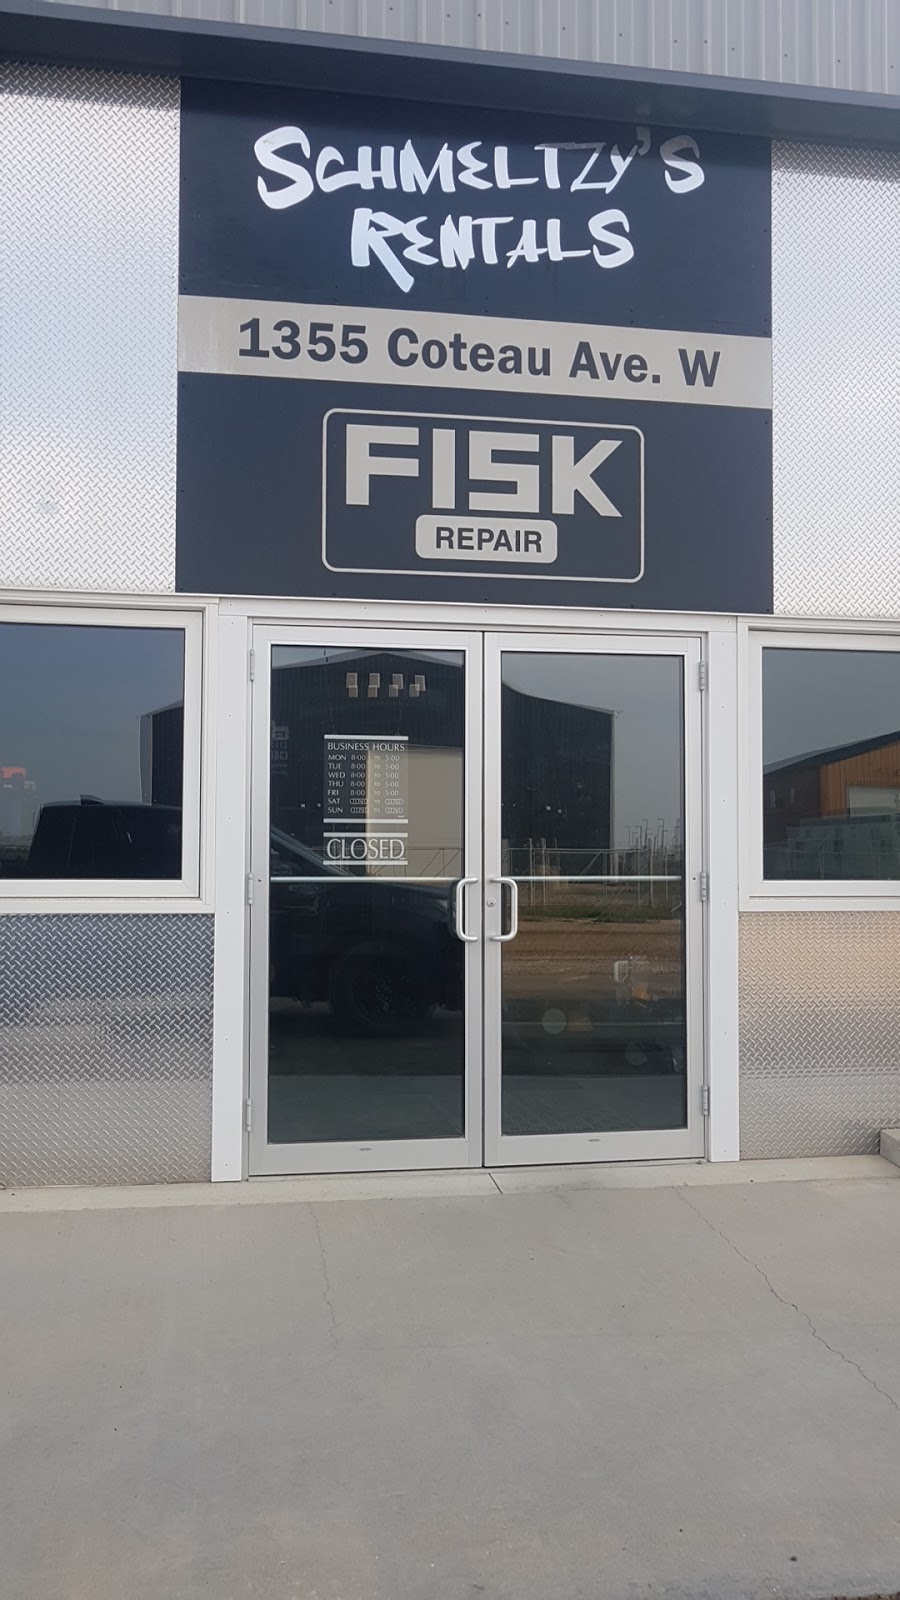 SCHMELTZY'S
RENTALS
1355 Coteau Ave. W
FISK
REPAIR
BUSINESS HOURS
MON 8:00 TO 5:00
TUE 8:00 TO 5:00
WED 8:00 TO 5:00
THU 8:00 TO 5:00
FRI 8:00 TO 5:00
SAT CLOSED TO CLOSED
SUN CLOSED TO CLOSED
CLOSED